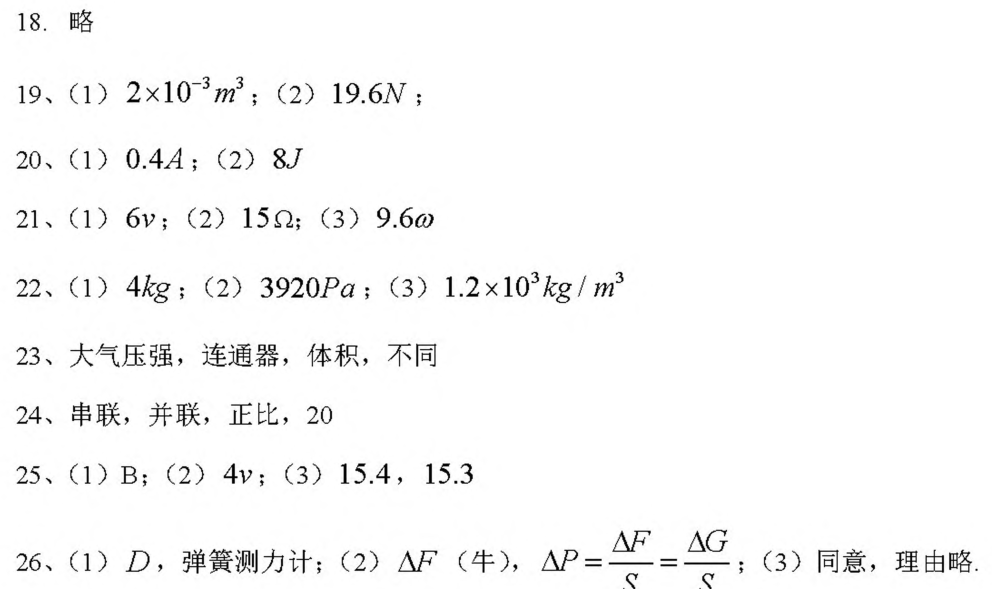 18. 略
19、（1）2×10⁻³m³；（2）19.6N；
20、（1）0.4A；（2）8J
21、（1）6v；（2）15Ω；（3）9.6ω
22、（1）4kg；（2）3920Pa；（3）1.2×10³kg/m³
23、大气压强，连通器，体积，不同
24、串联，并联，正比，20
25、（1）B；（2）4v；（3）15.4，15.3
26、（1）D，弹簧测力计；（2）ΔF（牛），ΔP=ΔF/S=ΔG/S；（3）同意，理由略.